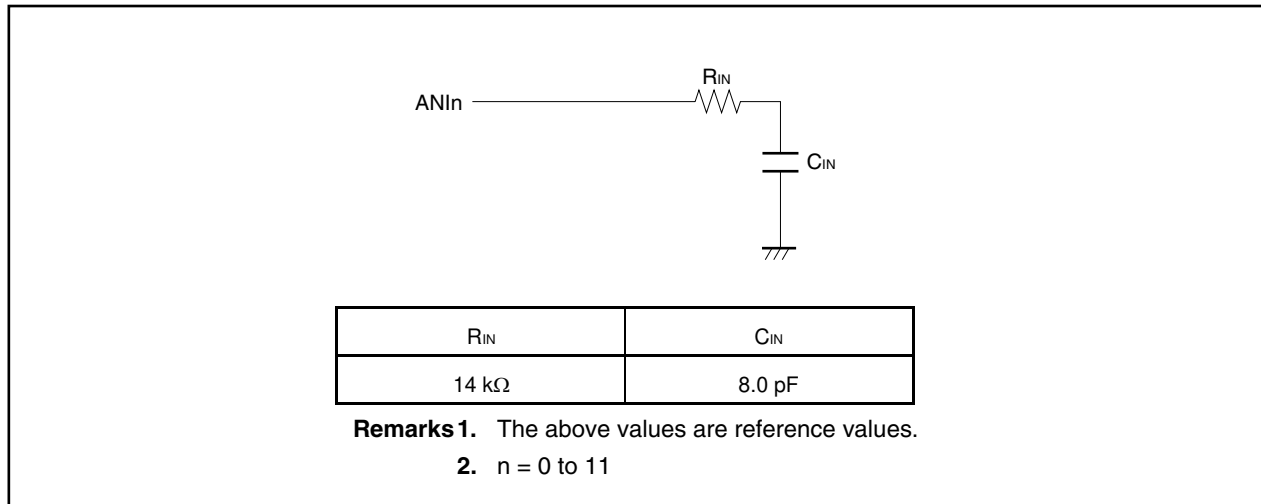 RIN
ANIn
CIN
RIN CIN
14 kΩ 8.0 pF
Remarks 1. The above values are reference values.
2. n = 0 to 11